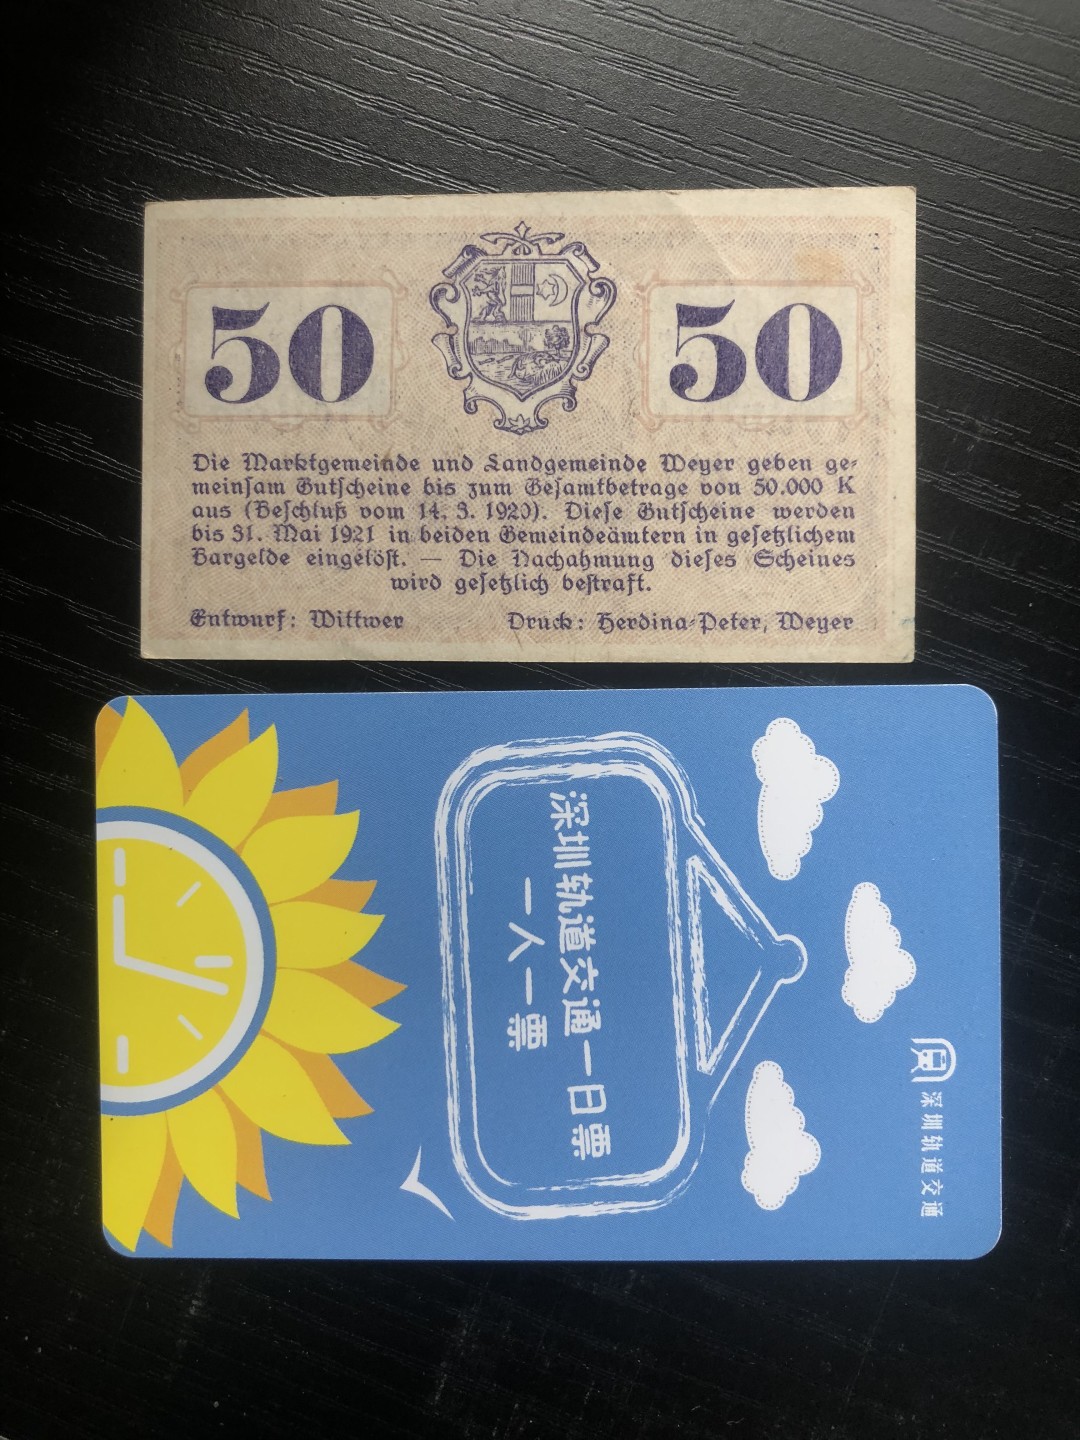 50
50
Die Marktgemeinde und Landgemeinde Weyer geben ge-
meinsam Gutscheine bis zum Gesamtbetrage von 50.000 K
aus (Beschluß vom 14. 3. 1920). Diese Gutscheine werden
bis 31. Mai 1921 in beiden Gemeindeämtern in gesetzlichem
Bargelde eingelöst. — Die Nachahmung dieses Scheines
wird gesetzlich bestraft.
Entwurf: Wittwer
Druck: Herdina-Peter, Weyer
深圳轨道交通
深圳轨道交通一日票
一人一票